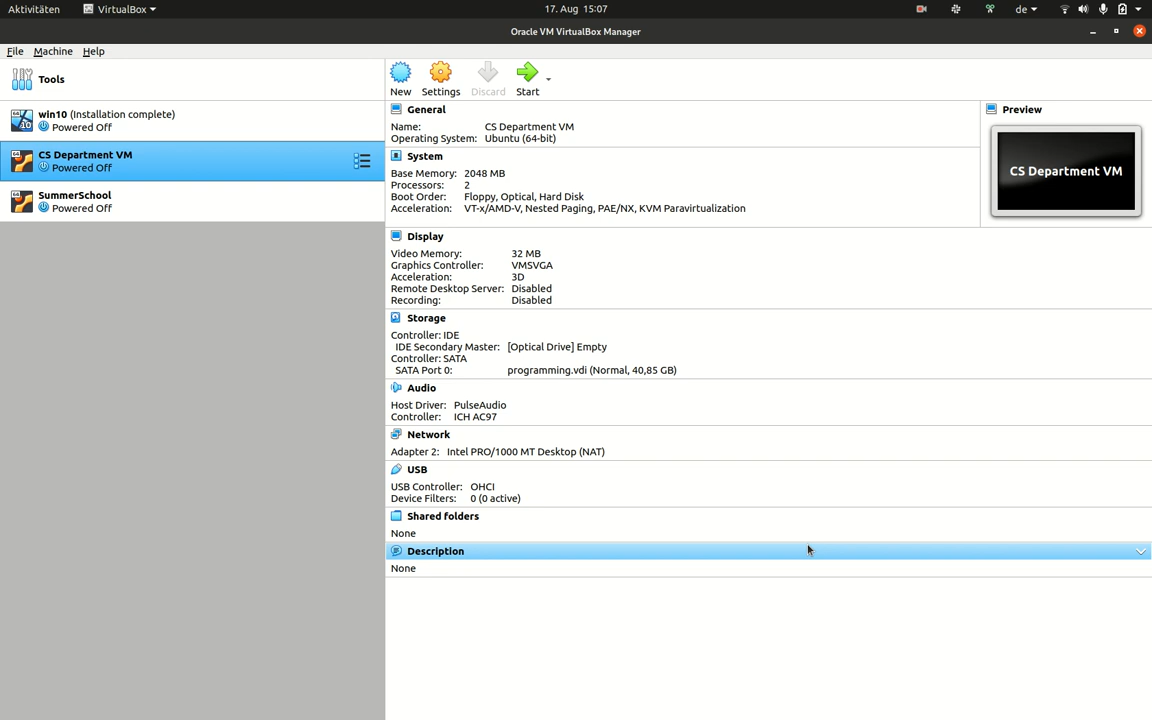 Aktivitäten VirtualBox 17. Aug 15:07 de
Oracle VM VirtualBox Manager
File Machine Help
Tools
win10 (Installation complete)
Powered Off
CS Department VM
Powered Off
SummerSchool
Powered Off
New Settings Discard Start
General
Name: CS Department VM
Operating System: Ubuntu (64-bit)
Preview
CS Department VM
System
Base Memory: 2048 MB
Processors: 2
Boot Order: Floppy, Optical, Hard Disk
Acceleration: VT-x/AMD-V, Nested Paging, PAE/NX, KVM Paravirtualization
Display
Video Memory: 32 MB
Graphics Controller: VMSVGA
Acceleration: 3D
Remote Desktop Server: Disabled
Recording: Disabled
Storage
Controller: IDE
IDE Secondary Master: [Optical Drive] Empty
Controller: SATA
SATA Port 0: programming.vdi (Normal, 40,85 GB)
Audio
Host Driver: PulseAudio
Controller: ICH AC97
Network
Adapter 2: Intel PRO/1000 MT Desktop (NAT)
USB
USB Controller: OHCI
Device Filters: 0 (0 active)
Shared folders
None
Description
None